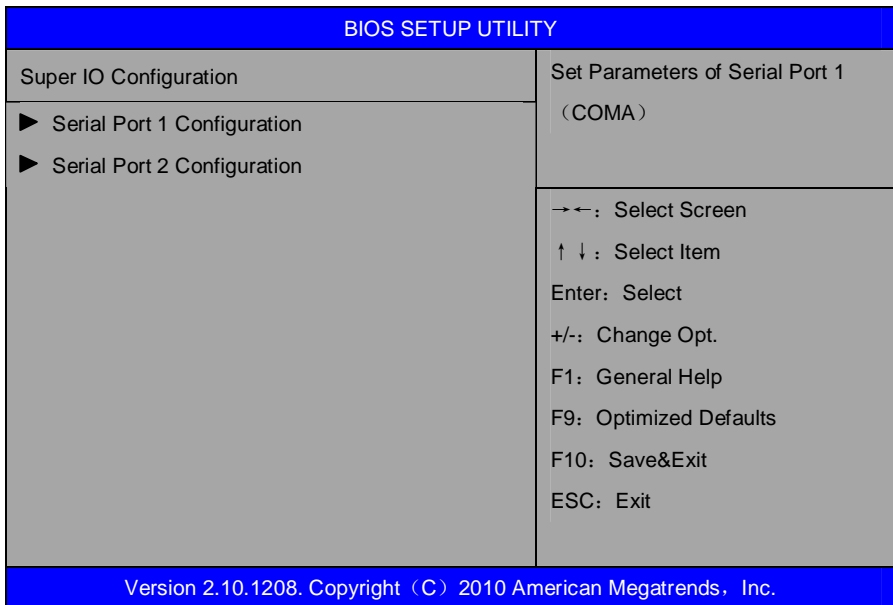 BIOS SETUP UTILITY
Super IO Configuration
► Serial Port 1 Configuration
► Serial Port 2 Configuration
Set Parameters of Serial Port 1
（COMA）
→←：Select Screen
↑↓：Select Item
Enter：Select
+/-：Change Opt.
F1：General Help
F9：Optimized Defaults
F10：Save&Exit
ESC：Exit
Version 2.10.1208. Copyright（C）2010 American Megatrends，Inc.